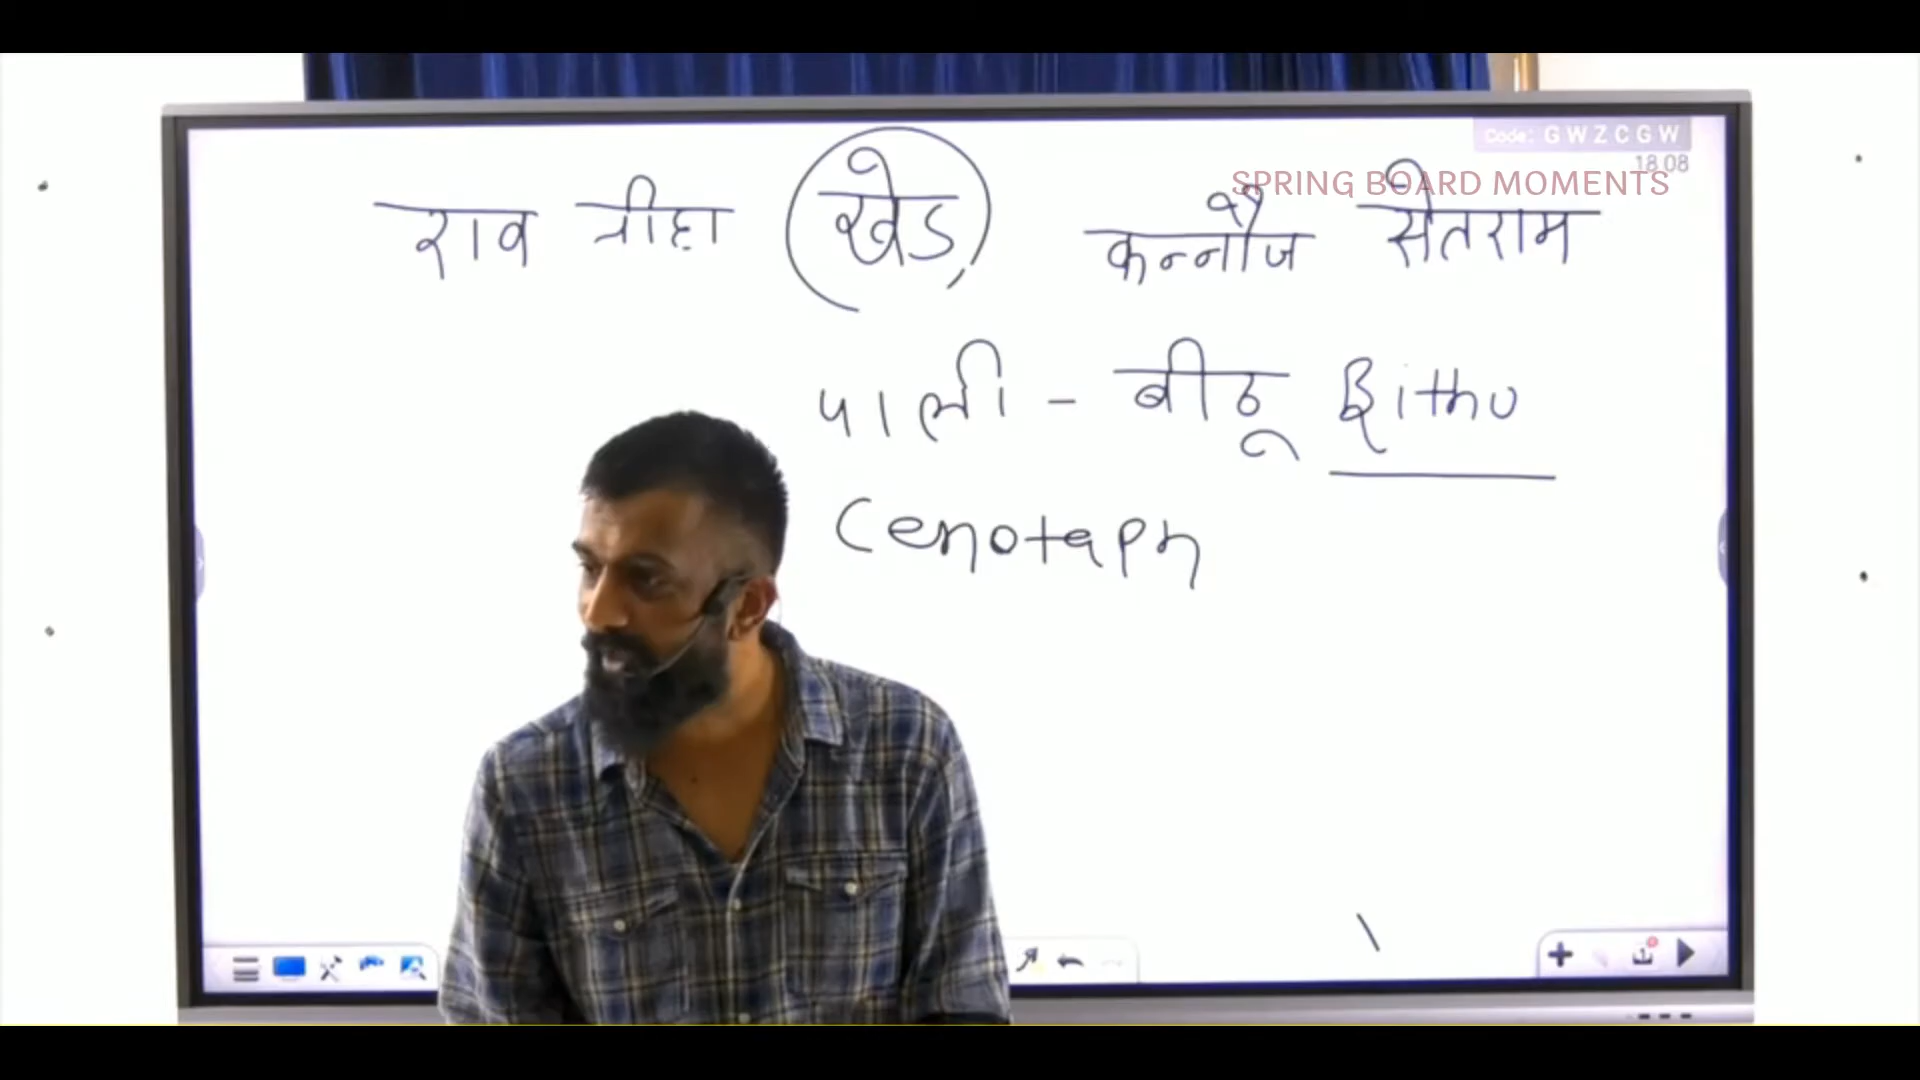 Code: GWZCGW
18.08
SPRING BOARD MOMENTS
राव सीहा खेड़ कन्नौज सेतराम
पाली - बीठू Bithu
Cenotaph